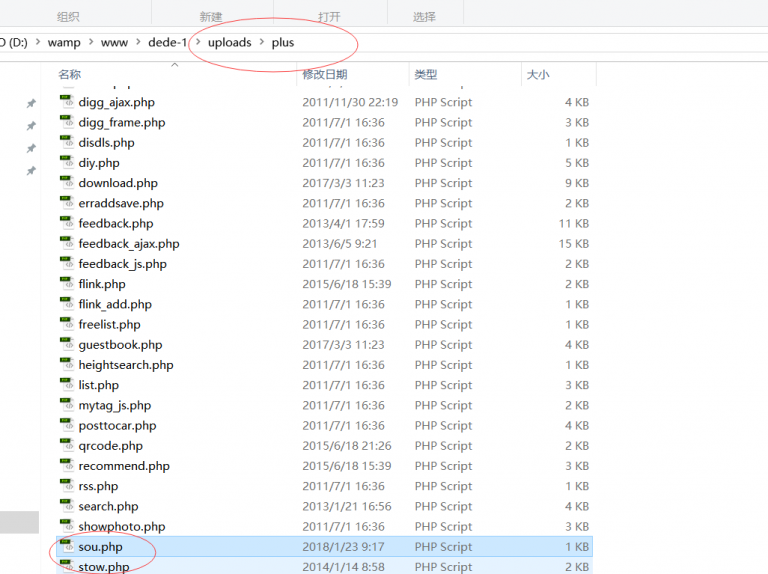 组织 新建 打开 选择
(D:) > wamp > www > dede-1 > uploads > plus
名称 修改日期 类型 大小
digg_ajax.php 2011/11/30 22:19 PHP Script 4 KB
digg_frame.php 2011/7/1 16:36 PHP Script 3 KB
disdls.php 2011/7/1 16:36 PHP Script 1 KB
diy.php 2011/7/1 16:36 PHP Script 5 KB
download.php 2017/3/3 11:23 PHP Script 9 KB
erraddsave.php 2011/7/1 16:36 PHP Script 2 KB
feedback.php 2013/4/1 17:59 PHP Script 11 KB
feedback_ajax.php 2013/6/5 9:21 PHP Script 15 KB
feedback_js.php 2011/7/1 16:36 PHP Script 2 KB
flink.php 2015/6/18 15:39 PHP Script 2 KB
flink_add.php 2011/7/1 16:36 PHP Script 1 KB
freelist.php 2011/7/1 16:36 PHP Script 1 KB
guestbook.php 2017/3/3 11:23 PHP Script 4 KB
heightsearch.php 2011/7/1 16:36 PHP Script 1 KB
list.php 2011/7/1 16:36 PHP Script 3 KB
mytag_js.php 2011/7/1 16:36 PHP Script 2 KB
posttocar.php 2011/7/1 16:36 PHP Script 4 KB
qrcode.php 2015/6/18 21:26 PHP Script 2 KB
recommend.php 2015/6/18 15:39 PHP Script 3 KB
rss.php 2011/7/1 16:36 PHP Script 1 KB
search.php 2013/1/21 16:56 PHP Script 4 KB
showphoto.php 2011/7/1 16:36 PHP Script 3 KB
sou.php 2018/1/23 9:17 PHP Script 1 KB
stow.php 2014/1/14 8:58 PHP Script 2 KB